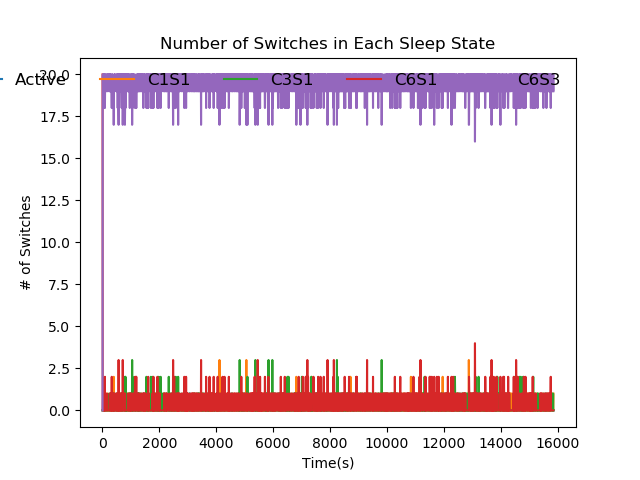 Number of Switches in Each Sleep State
Active C1S1 C3S1 C6S1 C6S3
# of Switches
20.0
17.5
15.0
12.5
10.0
7.5
5.0
2.5
0.0
0 2000 4000 6000 8000 10000 12000 14000 16000
Time(s)